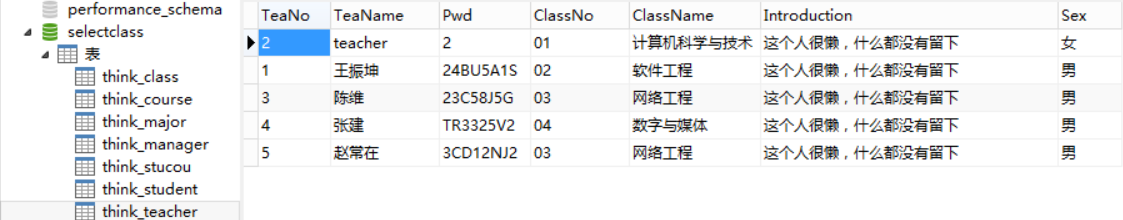 performance_schema
selectclass
表
think_class
think_course
think_major
think_manager
think_stucou
think_student
think_teacher
TeaNo TeaName Pwd ClassNo ClassName Introduction Sex
2 teacher 2 01 计算机科学与技术 这个人很懒，什么都没有留下 女
1 王振坤 24BU5A1S 02 软件工程 这个人很懒，什么都没有留下 男
3 陈维 23C58J5G 03 网络工程 这个人很懒，什么都没有留下 男
4 张建 TR3325V2 04 数字与媒体 这个人很懒，什么都没有留下 男
5 赵常在 3CD12NJ2 03 网络工程 这个人很懒，什么都没有留下 男